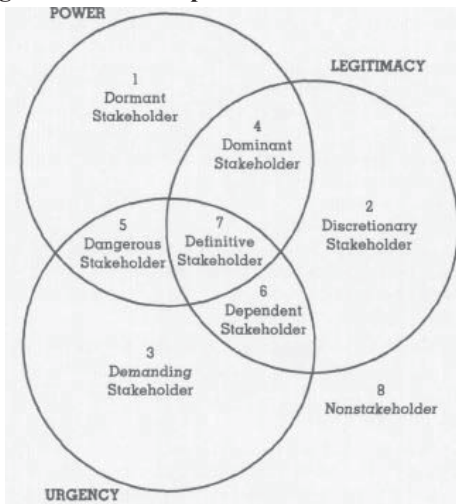 POWER
LEGITIMACY
1
Dormant
Stakeholder
4
Dominant
Stakeholder
2
Discretionary
Stakeholder
5
Dangerous
Stakeholder
7
Definitive
Stakeholder
6
Dependent
Stakeholder
3
Demanding
Stakeholder
8
Nonstakeholder
URGENCY